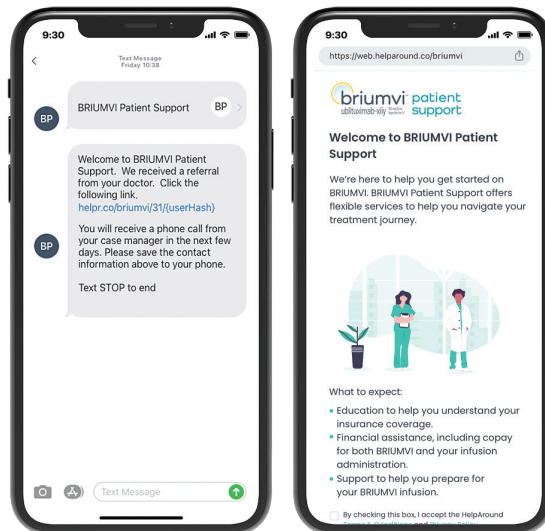 9:30
Text Message
Friday 10:38
BP
BRIUMVI Patient Support
BP
Welcome to BRIUMVI Patient
Support. We received a referral
from your doctor. Click the
following link.
helpr.co/briumvi/31/{userHash}
BP
You will receive a phone call from
your case manager in the next few
days. Please save the contact
information above to your phone.
Text STOP to end
Text Message
9:30
https://web.helparound.co/briumvi
briumvi patient
ublituximab-xiiy support
Welcome to BRIUMVI Patient
Support
We're here to help you get started on
BRIUMVI. BRIUMVI Patient Support offers
flexible services to help you navigate your
treatment journey.
What to expect:
• Education to help you understand your
insurance coverage.
• Financial assistance, including copay
for both BRIUMVI and your infusion
administration.
• Support to help you prepare for
your BRIUMVI infusion.
By checking this box, I accept the HelpAround
Terms & Conditions and Privacy Policy